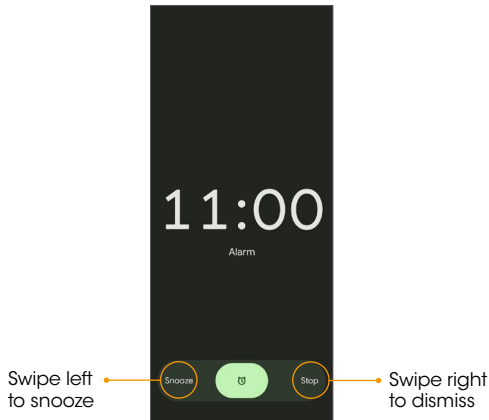 11:00
Alarm
Snooze
Stop
Swipe left
to snooze
Swipe right
to dismiss